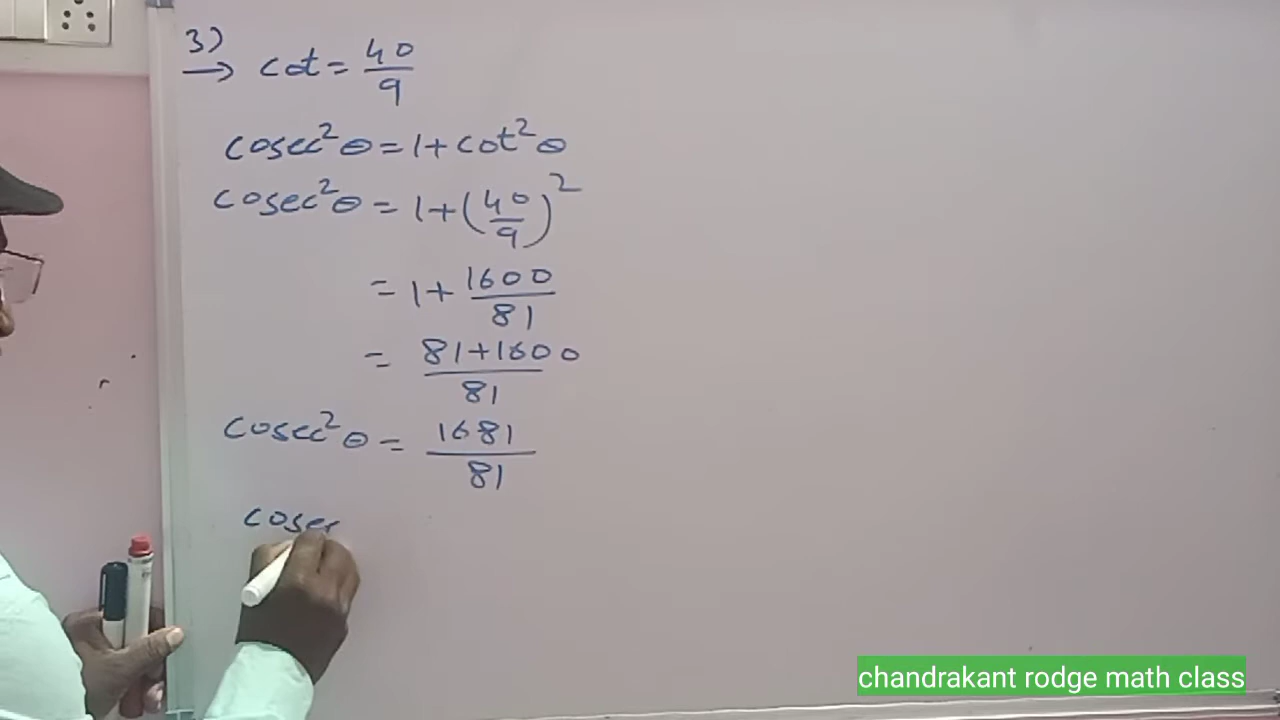 3)
→ cot = 40/9
cosec²θ = 1 + cot²θ
cosec²θ = 1 + (40/9)²
= 1 + 1600/81
= 81+1600/81
cosec²θ = 1681/81
cosec
chandrakant rodge math class